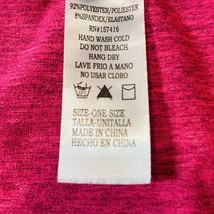 92%POLYESTER/POLIESTER
8%SPANDEX/ELASTANO
RN#157416
HAND WASH COLD
DO NOT BLEACH
HANG DRY
LAVE FRIO A MANO
NO USAR CLORO
SIZE-ONE SIZE
TALLA-UNITALLA
MADE IN CHINA
HECHO EN CHINA